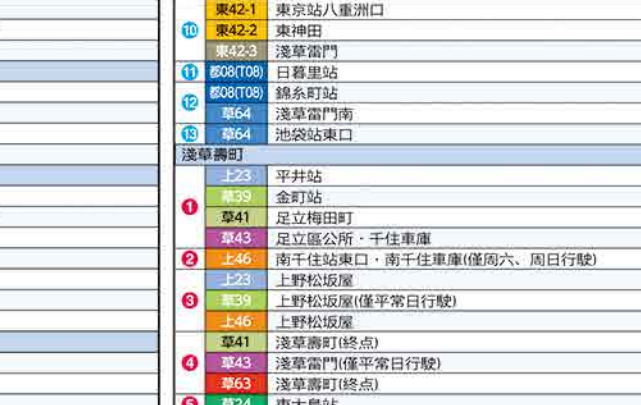 東42-1 東京站八重洲口
⑩ 東42-2 東神田
東42-3 淺草雷門
⑪ 都08(T08) 日暮里站
⑫ 都08(T08) 錦糸町站
草64 淺草雷門南
⑬ 草64 池袋站東口
淺草壽町
上23 平井站
❶ 草39 金町站
草41 足立梅田町
草43 足立區公所・千住車庫
❷ 上46 南千住站東口・南千住車庫(僅周六、周日行駛)
上23 上野松坂屋
❸ 草39 上野松坂屋(僅平常日行駛)
上46 上野松坂屋
草41 淺草壽町(終点)
❹ 草43 淺草雷門(僅平常日行駛)
草63 淺草壽町(終点)
❺ 草24 東大島站